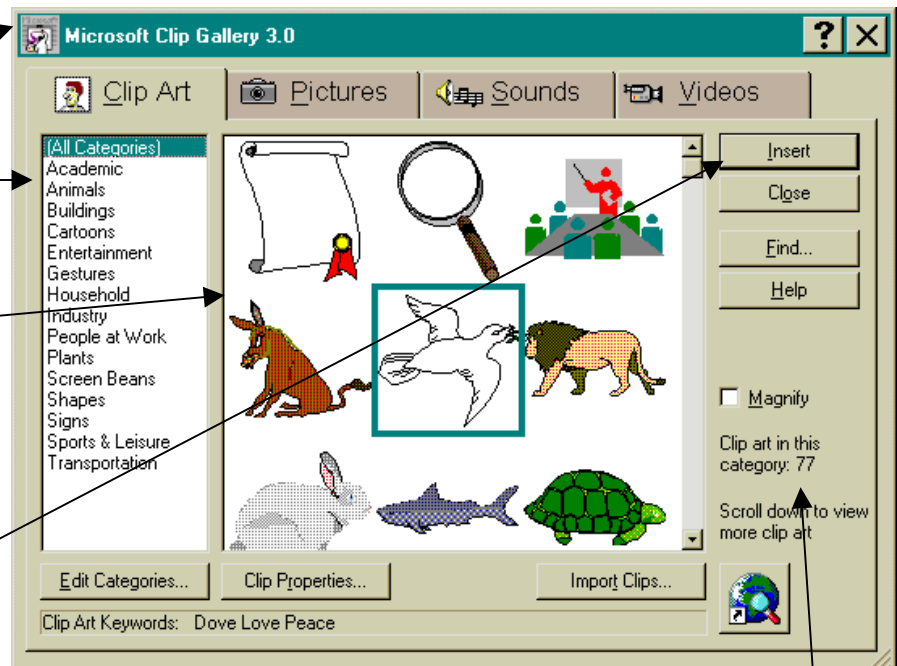 Microsoft Clip Gallery 3.0
Clip Art
Pictures
Sounds
Videos
(All Categories)
Academic
Animals
Buildings
Cartoons
Entertainment
Gestures
Household
Industry
People at Work
Plants
Screen Beans
Shapes
Signs
Sports & Leisure
Transportation
Insert
Close
Find...
Help
Magnify
Clip art in this
category: 77
Scroll down to view
more clip art
Edit Categories...
Clip Properties...
Import Clips...
Clip Art Keywords: Dove Love Peace